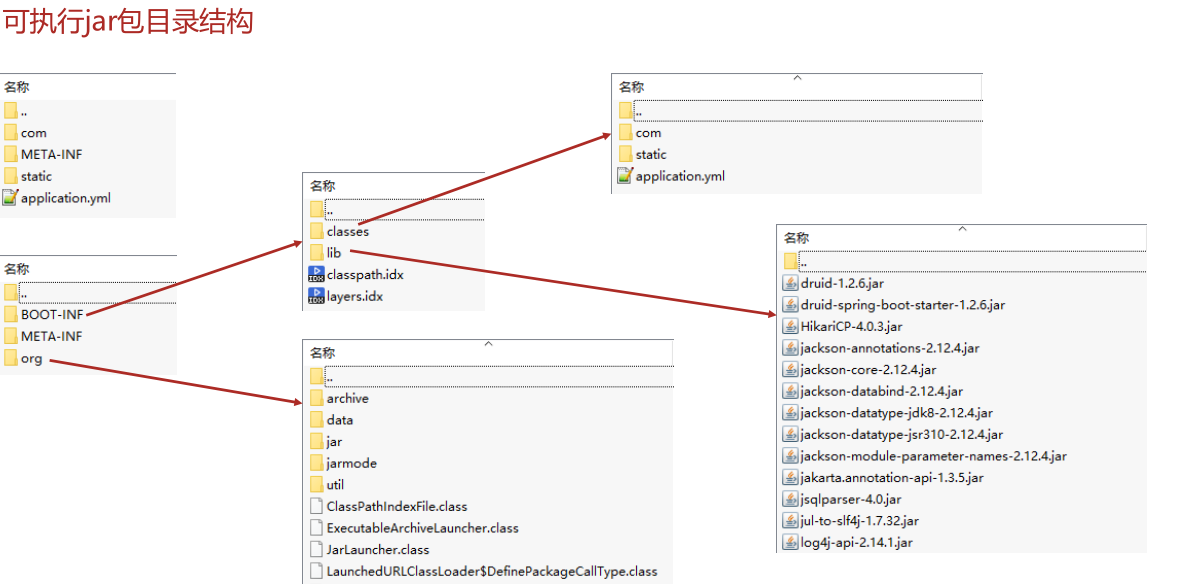 可执行jar包目录结构
名称
..
com
META-INF
static
application.yml
名称
..
BOOT-INF
META-INF
org
名称
..
classes
lib
classpath.idx
layers.idx
名称
..
com
static
application.yml
名称
..
archive
data
jar
jarmode
util
ClassPathIndexFile.class
ExecutableArchiveLauncher.class
JarLauncher.class
LaunchedURLClassLoader$DefinePackageCallType.class
名称
..
druid-1.2.6.jar
druid-spring-boot-starter-1.2.6.jar
HikariCP-4.0.3.jar
jackson-annotations-2.12.4.jar
jackson-core-2.12.4.jar
jackson-databind-2.12.4.jar
jackson-datatype-jdk8-2.12.4.jar
jackson-datatype-jsr310-2.12.4.jar
jackson-module-parameter-names-2.12.4.jar
jakarta.annotation-api-1.3.5.jar
jsqlparser-4.0.jar
jul-to-slf4j-1.7.32.jar
log4j-api-2.14.1.jar